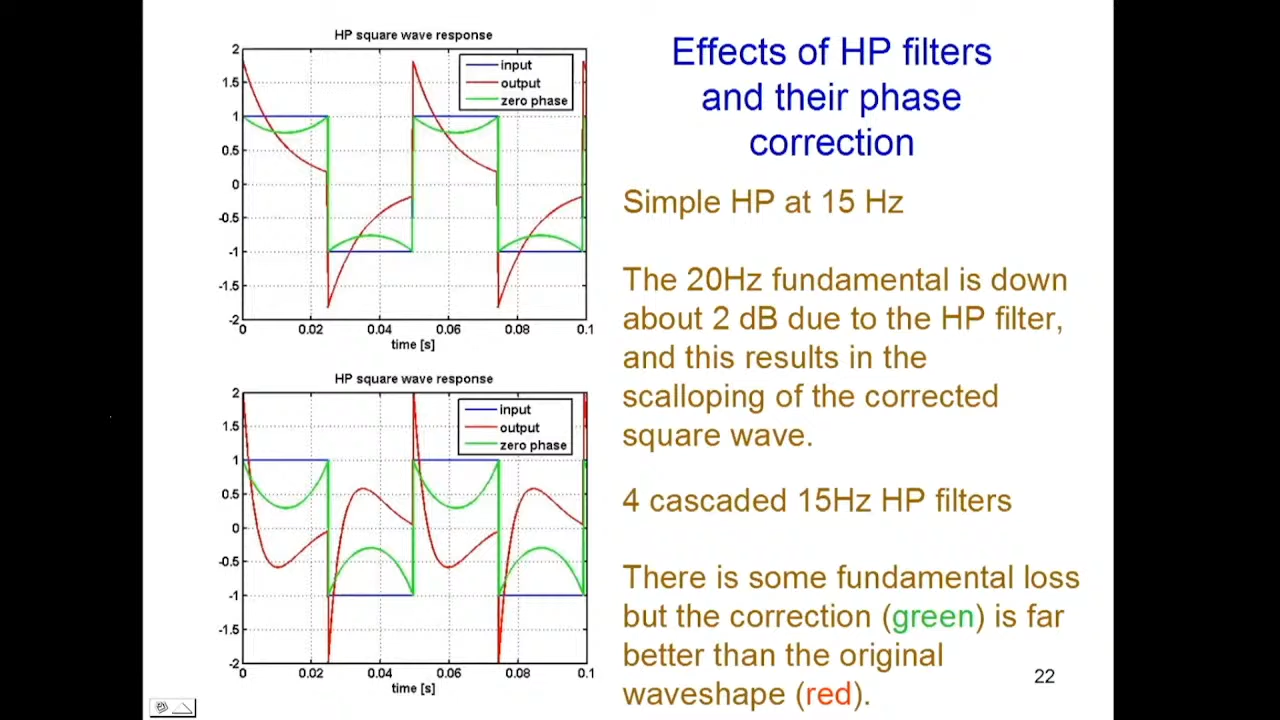 HP square wave response
2
1.5
1
0.5
0
-0.5
-1
-1.5
-2
0 0.02 0.04 0.06 0.08 0.1
time [s]
input
output
zero phase
HP square wave response
2
1.5
1
0.5
0
-0.5
-1
-1.5
-2
0 0.02 0.04 0.06 0.08 0.1
time [s]
input
output
zero phase
Effects of HP filters
and their phase
correction
Simple HP at 15 Hz
The 20Hz fundamental is down
about 2 dB due to the HP filter,
and this results in the
scalloping of the corrected
square wave.
4 cascaded 15Hz HP filters
There is some fundamental loss
but the correction (green) is far
better than the original
waveshape (red).
22